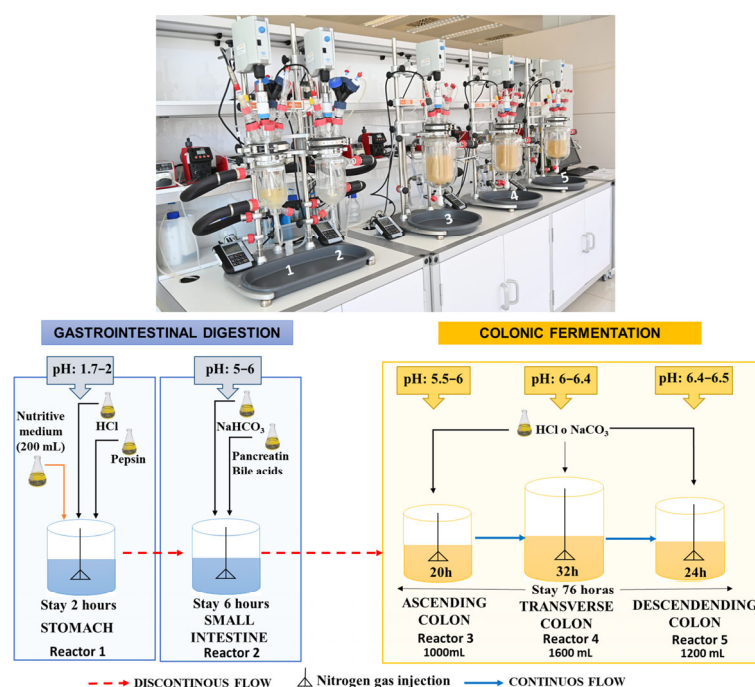 1
2
3
4
5
GASTROINTESTINAL DIGESTION
COLONIC FERMENTATION
pH: 1.7–2
pH: 5–6
pH: 5.5–6
pH: 6–6.4
pH: 6.4–6.5
Nutritive
medium
(200 mL)
HCl
Pepsin
NaHCO3
Pancreatin
Bile acids
HCl o NaCO3
20h
32h
24h
Stay 2 hours
STOMACH
Reactor 1
Stay 6 hours
SMALL
INTESTINE
Reactor 2
Stay 76 horas
ASCENDING
COLON
Reactor 3
1000mL
TRANSVERSE
COLON
Reactor 4
1600 mL
DESCENDENDING
COLON
Reactor 5
1200 mL
DISCONTINOUS FLOW
Nitrogen gas injection
CONTINUOS FLOW